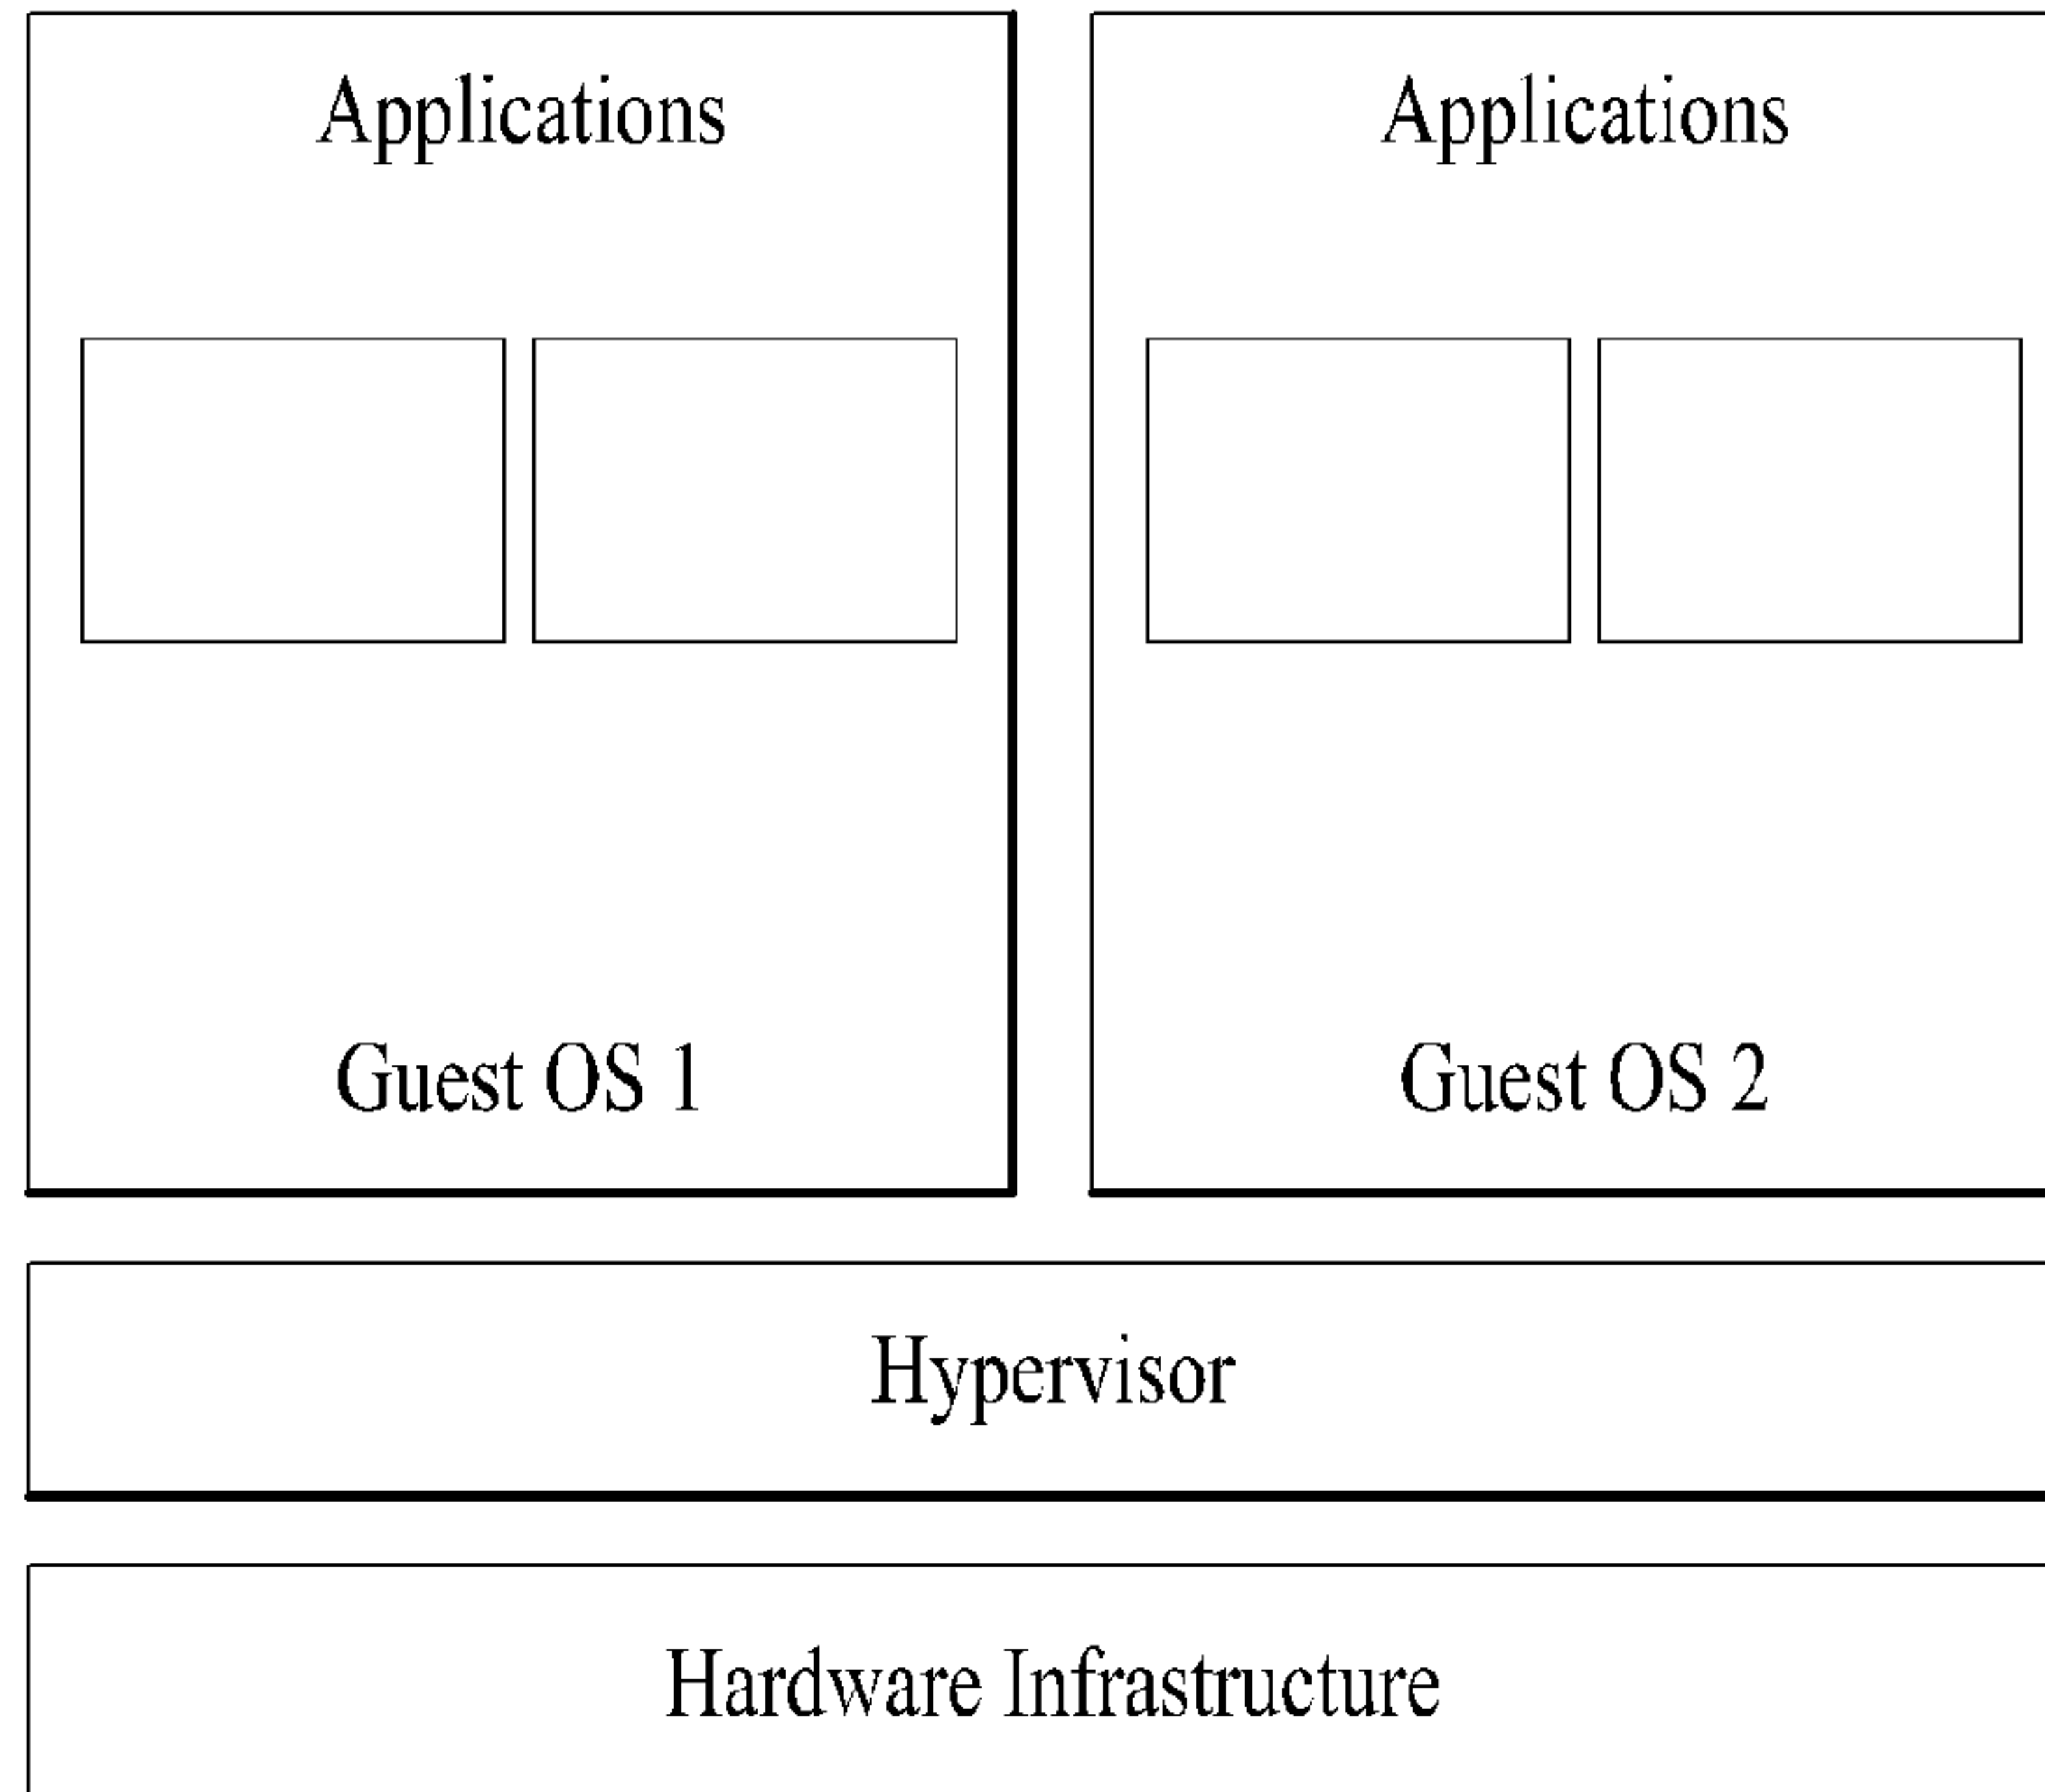 Applications
Applications
Guest OS 1
Guest OS 2
Hypervisor
Hardware Infrastructure